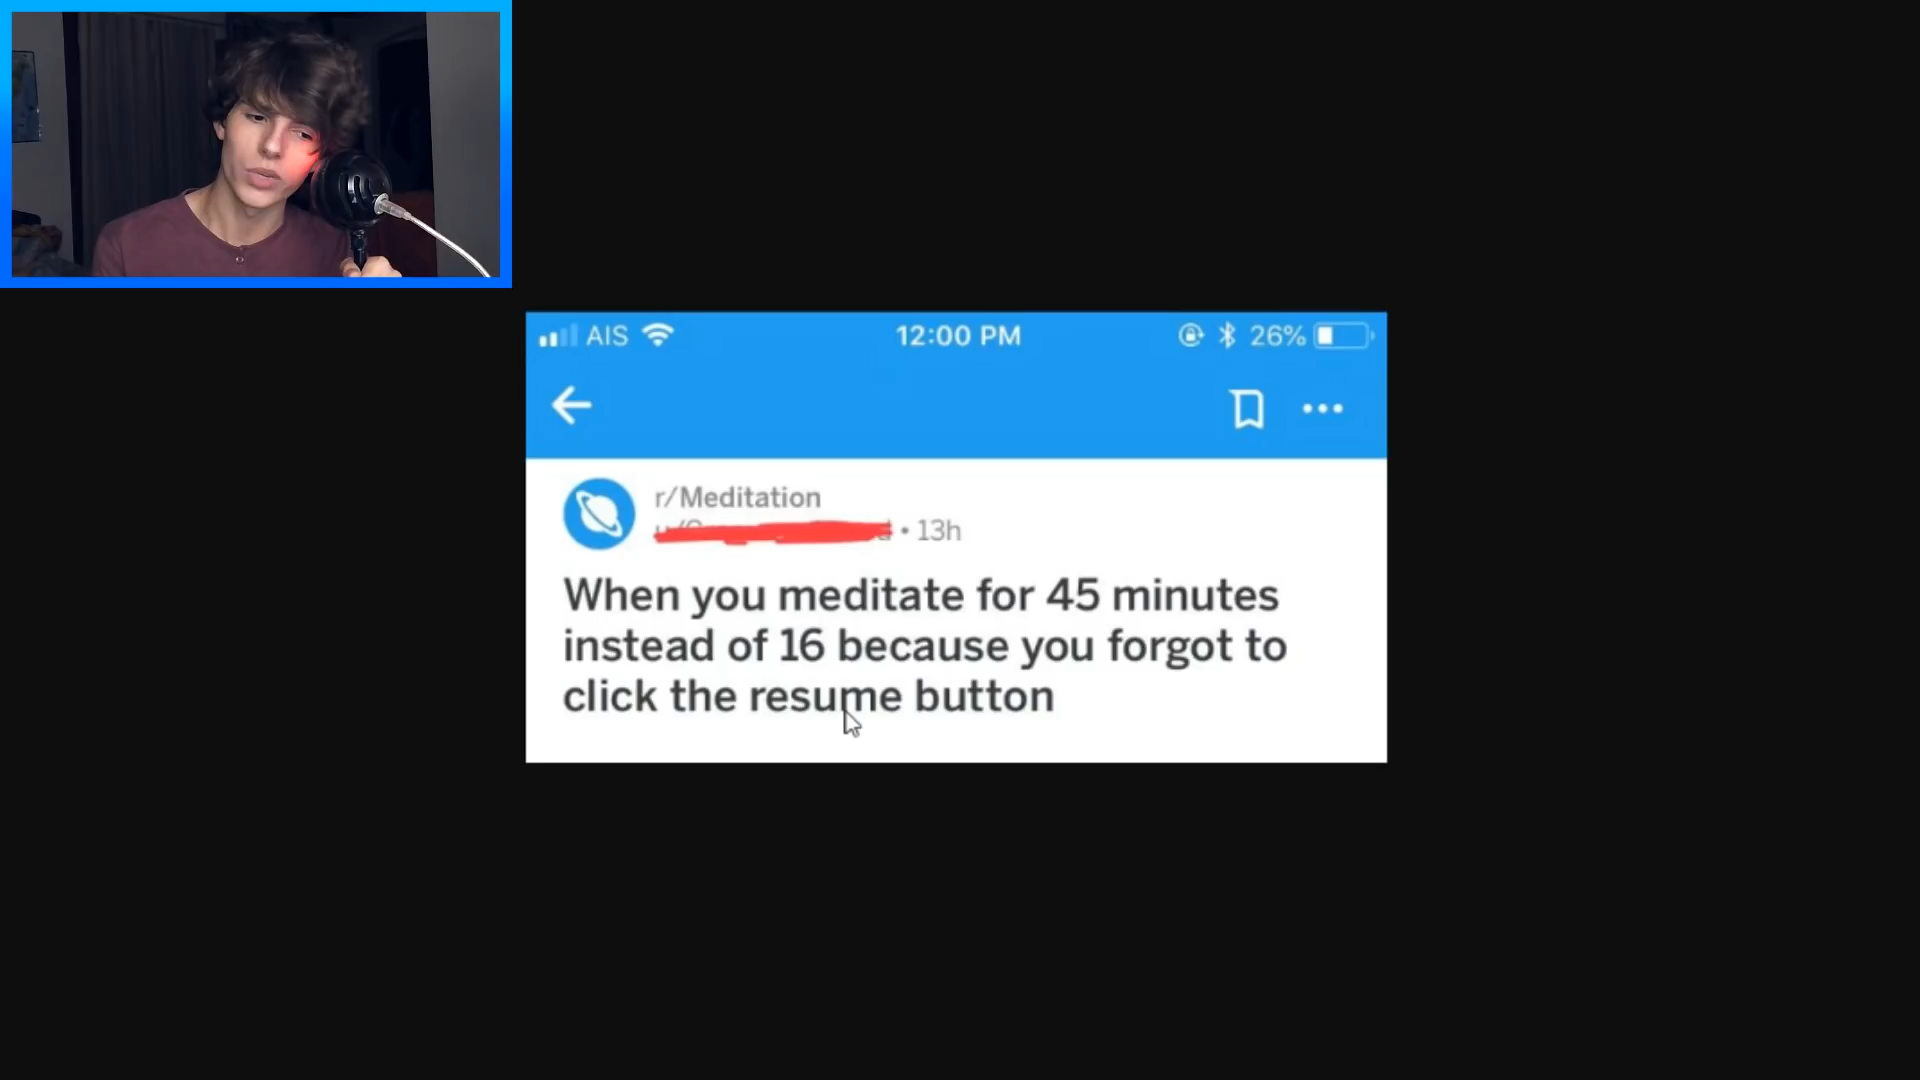 AIS 12:00 PM 26%
r/Meditation
• 13h
When you meditate for 45 minutes
instead of 16 because you forgot to
click the resume button